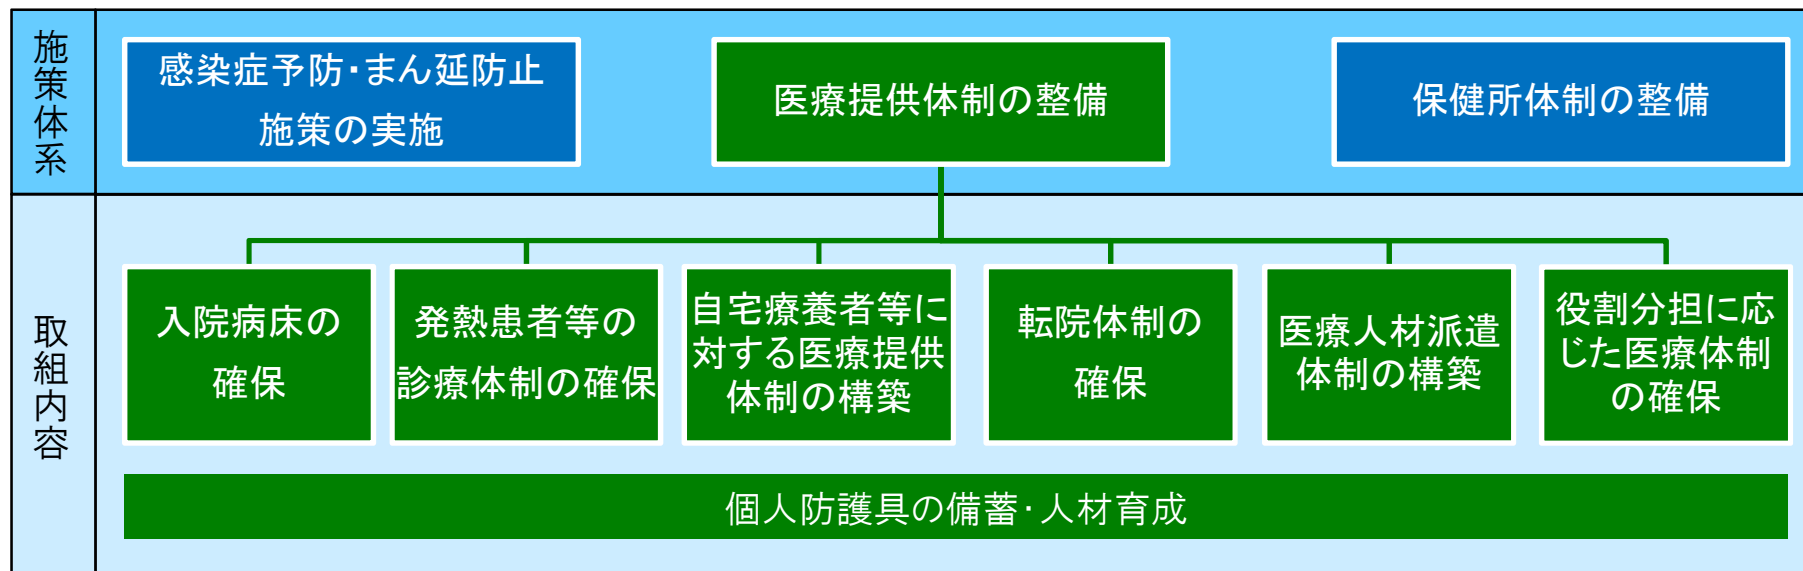 施策体系
感染症予防・まん延防止
施策の実施
医療提供体制の整備
保健所体制の整備
取組内容
入院病床の
確保
発熱患者等の
診療体制の確保
自宅療養者等に
対する医療提供
体制の構築
転院体制の
確保
医療人材派遣
体制の構築
役割分担に応
じた医療体制
の確保
個人防護具の備蓄・人材育成